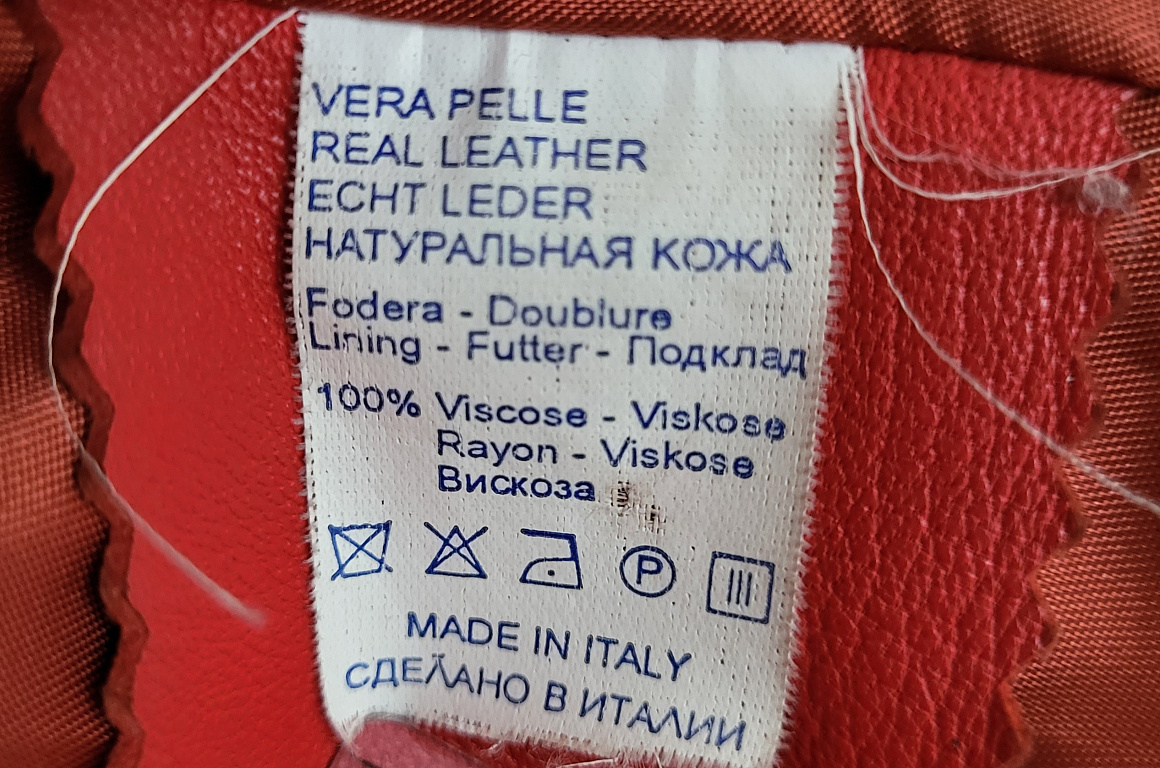 VERA PELLE
REAL LEATHER
ECHT LEDER
НАТУРАЛЬНАЯ КОЖА
Fodera - Doublure
Lining - Futter - Подклад
100% Viscose - Viskose
Rayon - Viskose
Вискоза
P
MADE IN ITALY
СДЕЛАНО В ИТАЛИИ